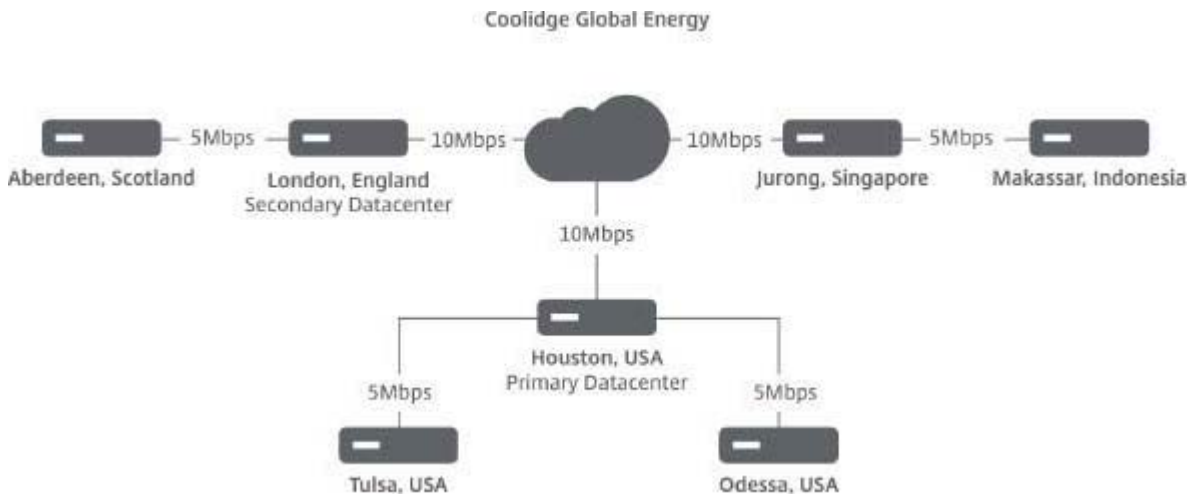 Coolidge Global Energy
5Mbps
10Mbps
10Mbps
5Mbps
Aberdeen, Scotland
London, England
Secondary Datacenter
Jurong, Singapore
Makassar, Indonesia
10Mbps
Houston, USA
Primary Datacenter
5Mbps
5Mbps
Tulsa, USA
Odessa, USA